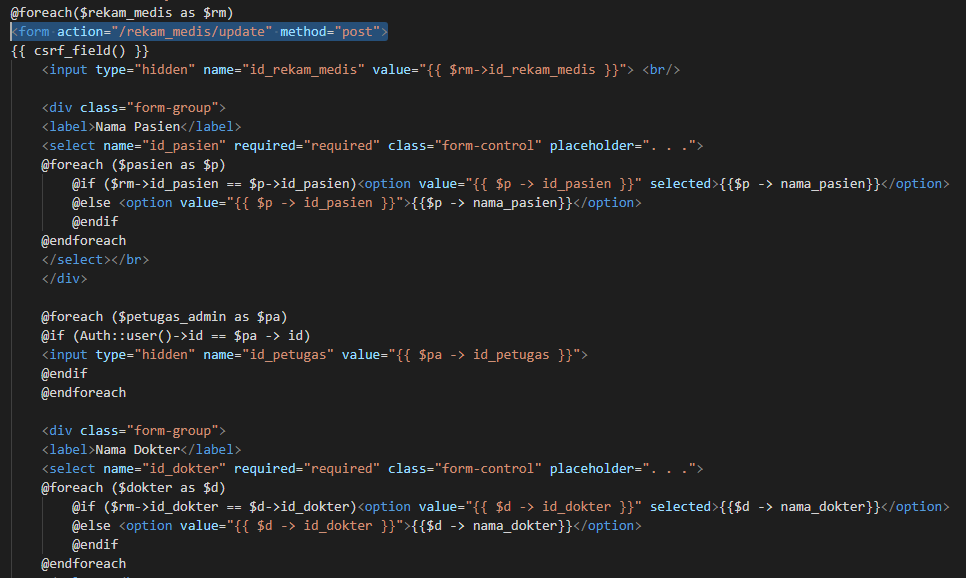 @foreach($rekam_medis as $rm)
<form action="/rekam_medis/update" method="post">
{{ csrf_field() }}
<input type="hidden" name="id_rekam_medis" value="{{ $rm->id_rekam_medis }}"> <br/>
<div class="form-group">
<label>Nama Pasien</label>
<select name="id_pasien" required="required" class="form-control" placeholder=". . .">
@foreach ($pasien as $p)
@if ($rm->id_pasien == $p->id_pasien)<option value="{{ $p -> id_pasien }}" selected>{{$p -> nama_pasien}}</option>
@else <option value="{{ $p -> id_pasien }}">{{$p -> nama_pasien}}</option>
@endif
@endforeach
</select></br>
</div>
@foreach ($petugas_admin as $pa)
@if (Auth::user()->id == $pa -> id)
<input type="hidden" name="id_petugas" value="{{ $pa -> id_petugas }}">
@endif
@endforeach
<div class="form-group">
<label>Nama Dokter</label>
<select name="id_dokter" required="required" class="form-control" placeholder=". . .">
@foreach ($dokter as $d)
@if ($rm->id_dokter == $d->id_dokter)<option value="{{ $d -> id_dokter }}" selected>{{$d -> nama_dokter}}</option>
@else <option value="{{ $d -> id_dokter }}">{{$d -> nama_dokter}}</option>
@endif
@endforeach